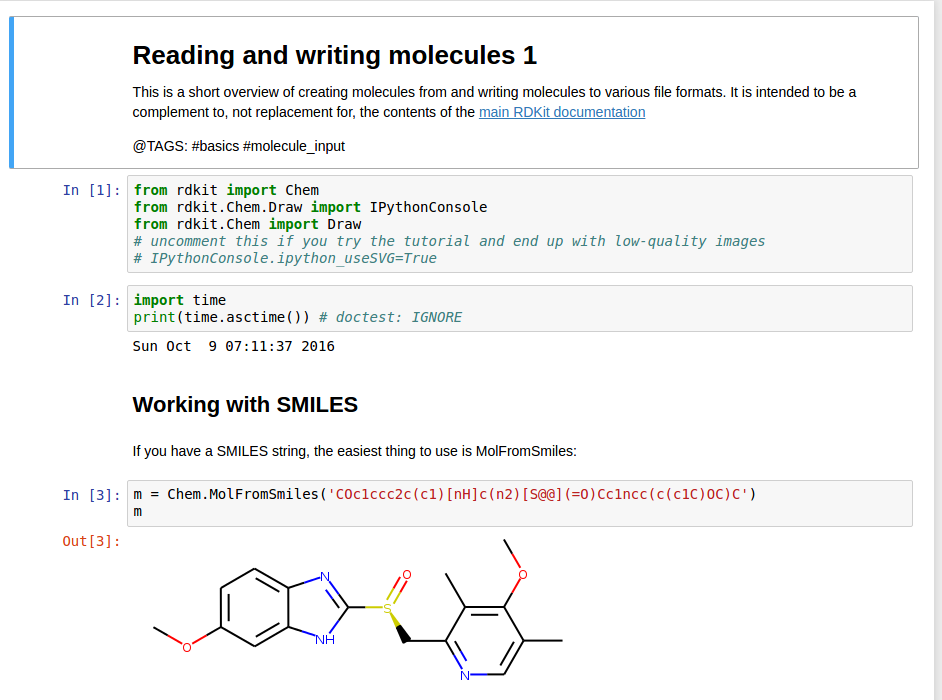 Reading and writing molecules 1
This is a short overview of creating molecules from and writing molecules to various file formats. It is intended to be a
complement to, not replacement for, the contents of the main RDKit documentation
@TAGS: #basics #molecule_input
In [1]: from rdkit import Chem
from rdkit.Chem.Draw import IPythonConsole
from rdkit.Chem import Draw
# uncomment this if you try the tutorial and end up with low-quality images
# IPythonConsole.ipython_useSVG=True
In [2]: import time
print(time.asctime()) # doctest: IGNORE
Sun Oct  9 07:11:37 2016
Working with SMILES
If you have a SMILES string, the easiest thing to use is MolFromSmiles:
In [3]: m = Chem.MolFromSmiles('COc1ccc2c(c1)[nH]c(n2)[S@@](=O)Cc1ncc(c(c1C)OC)C')
m
Out[3]:
N O O
S
O NH
N